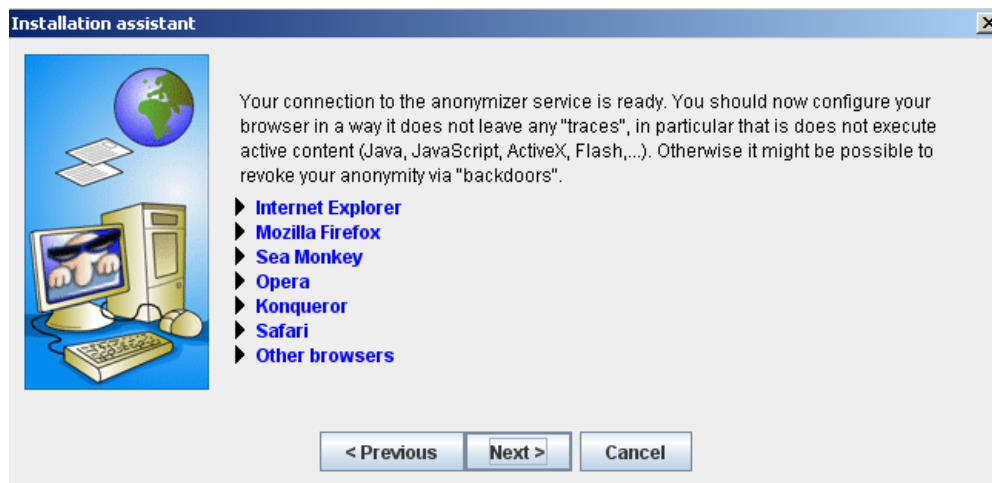 Installation assistant
Your connection to the anonymizer service is ready. You should now configure your
browser in a way it does not leave any "traces", in particular that is does not execute
active content (Java, JavaScript, ActiveX, Flash,...). Otherwise it might be possible to
revoke your anonymity via "backdoors".
Internet Explorer
Mozilla Firefox
Sea Monkey
Opera
Konqueror
Safari
Other browsers
< Previous Next > Cancel